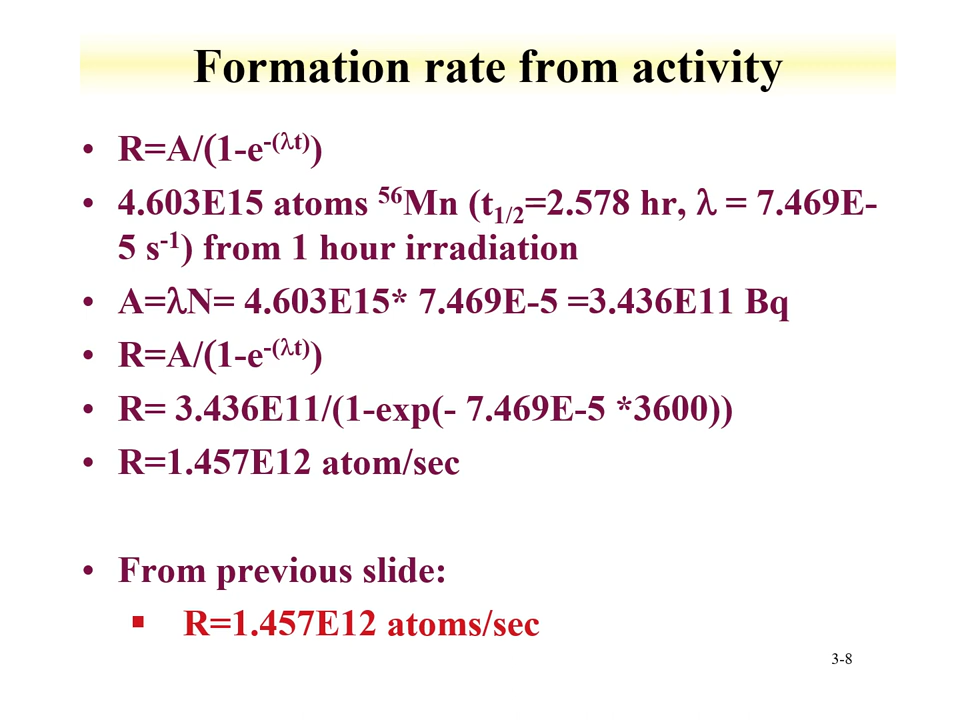 Formation rate from activity
• R=A/(1-e-(λt))
• 4.603E15 atoms 56Mn (t1/2=2.578 hr, λ = 7.469E-
5 s-1) from 1 hour irradiation
• A=λN= 4.603E15* 7.469E-5 =3.436E11 Bq
• R=A/(1-e-(λt))
• R= 3.436E11/(1-exp(- 7.469E-5 *3600))
• R=1.457E12 atom/sec
• From previous slide:
▪ R=1.457E12 atoms/sec
3-8